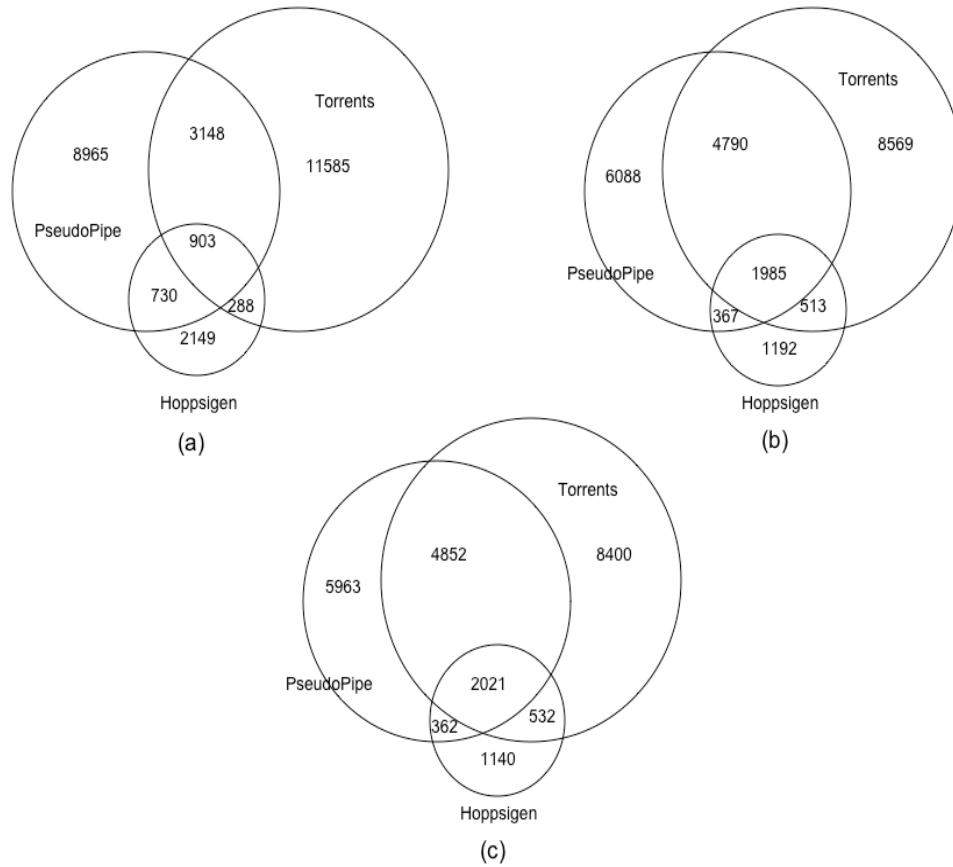 Torrents
3148
8965
11585
PseudoPipe
903
730
288
2149
Hoppsigen
(a)
Torrents
4790
8569
6088
PseudoPipe
1985
367
513
1192
Hoppsigen
(b)
Torrents
4852
8400
5963
PseudoPipe
2021
362
532
1140
Hoppsigen
(c)